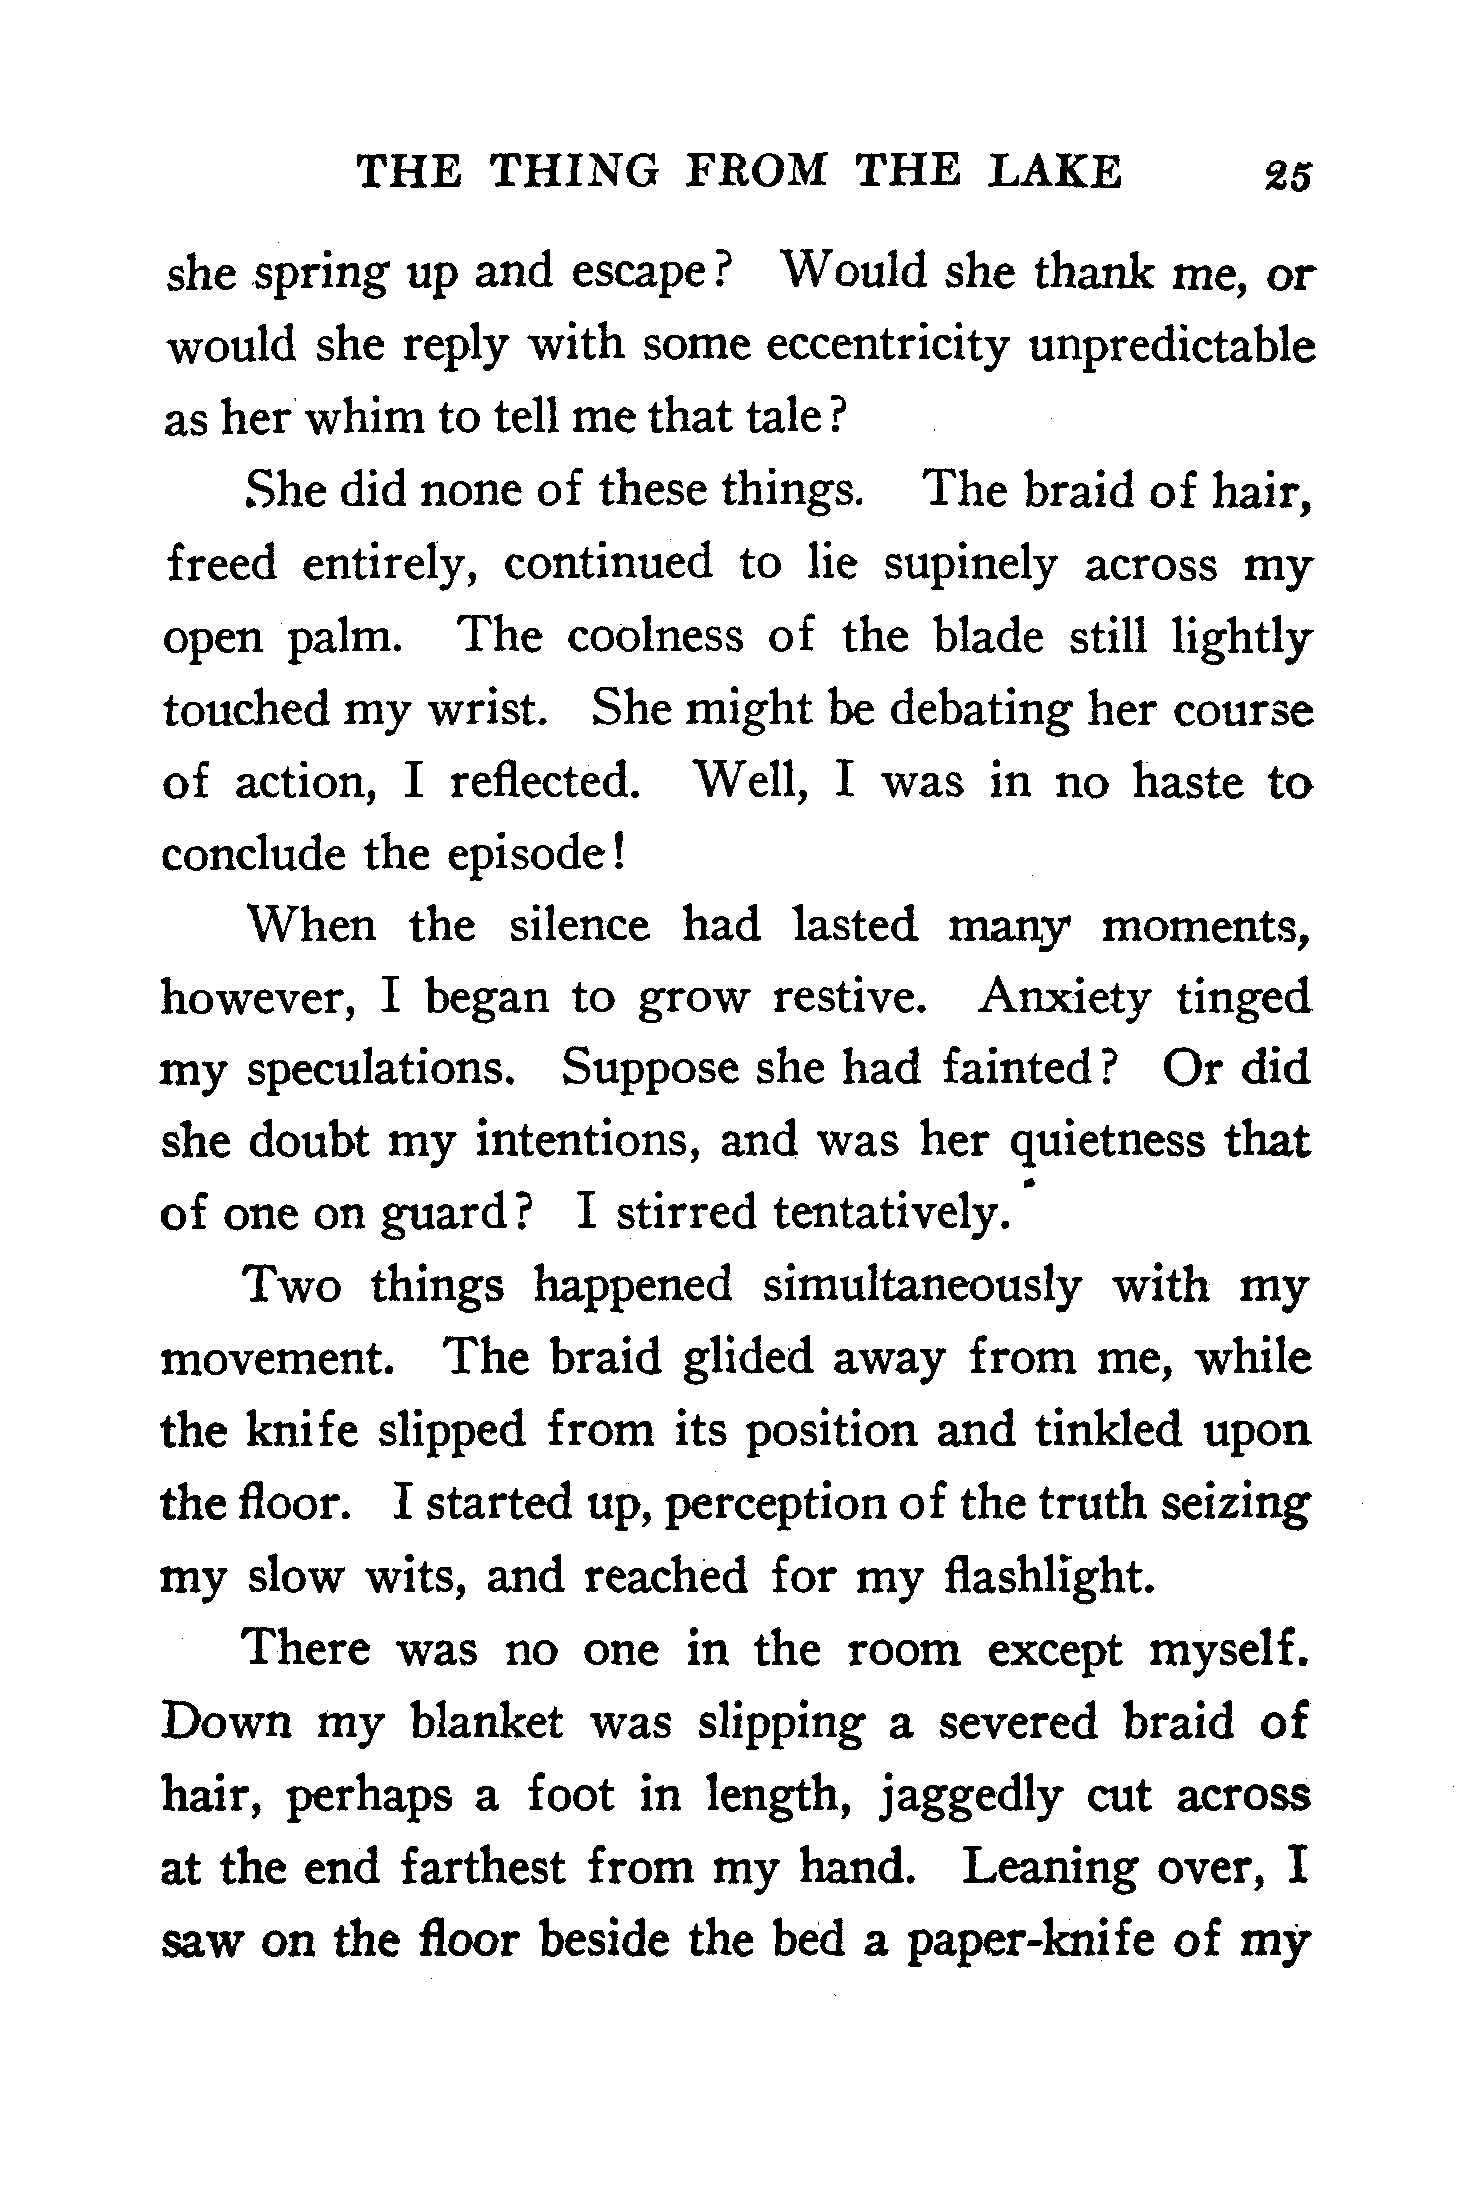 THE THING FROM THE LAKE 25
she spring up and escape? Would she thank me, or
would she reply with some eccentricity unpredictable
as her whim to tell me that tale?
She did none of these things. The braid of hair,
freed entirely, continued to lie supinely across my
open palm. The coolness of the blade still lightly
touched my wrist. She might be debating her course
of action, I reflected. Well, I was in no haste to
conclude the episode!
When the silence had lasted many moments,
however, I began to grow restive. Anxiety tinged
my speculations. Suppose she had fainted? Or did
she doubt my intentions, and was her quietness that
of one on guard? I stirred tentatively.
Two things happened simultaneously with my
movement. The braid glided away from me, while
the knife slipped from its position and tinkled upon
the floor. I started up, perception of the truth seizing
my slow wits, and reached for my flashlight.
There was no one in the room except myself.
Down my blanket was slipping a severed braid of
hair, perhaps a foot in length, jaggedly cut across
at the end farthest from my hand. Leaning over, I
saw on the floor beside the bed a paper-knife of my